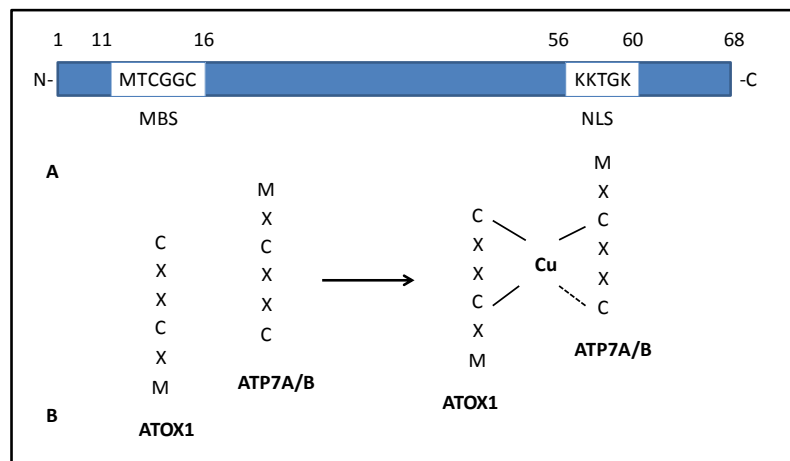 1 11 16 56 60 68
N- MTCGGC KKTGK -C
MBS NLS
A
M
X
C
X
X
C
ATP7A/B
C
X
X
C
X
M
ATOX1
B
C
X
X
C
X
M
ATOX1
Cu
M
X
C
X
X
C
ATP7A/B